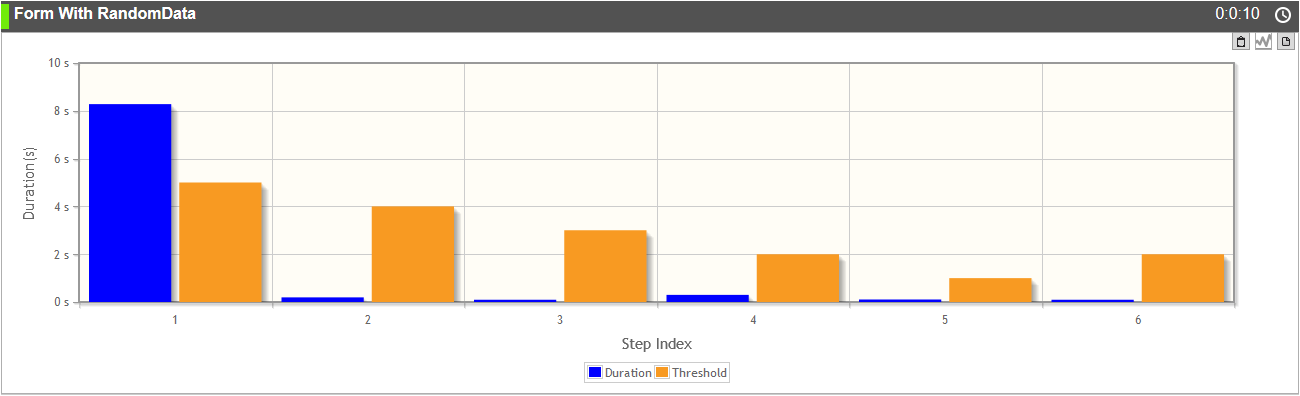 Form With RandomData 0:0:10
10 s
8 s
6 s
4 s
2 s
0 s
Duration (s)
1 2 3 4 5 6
Step Index
Duration Threshold